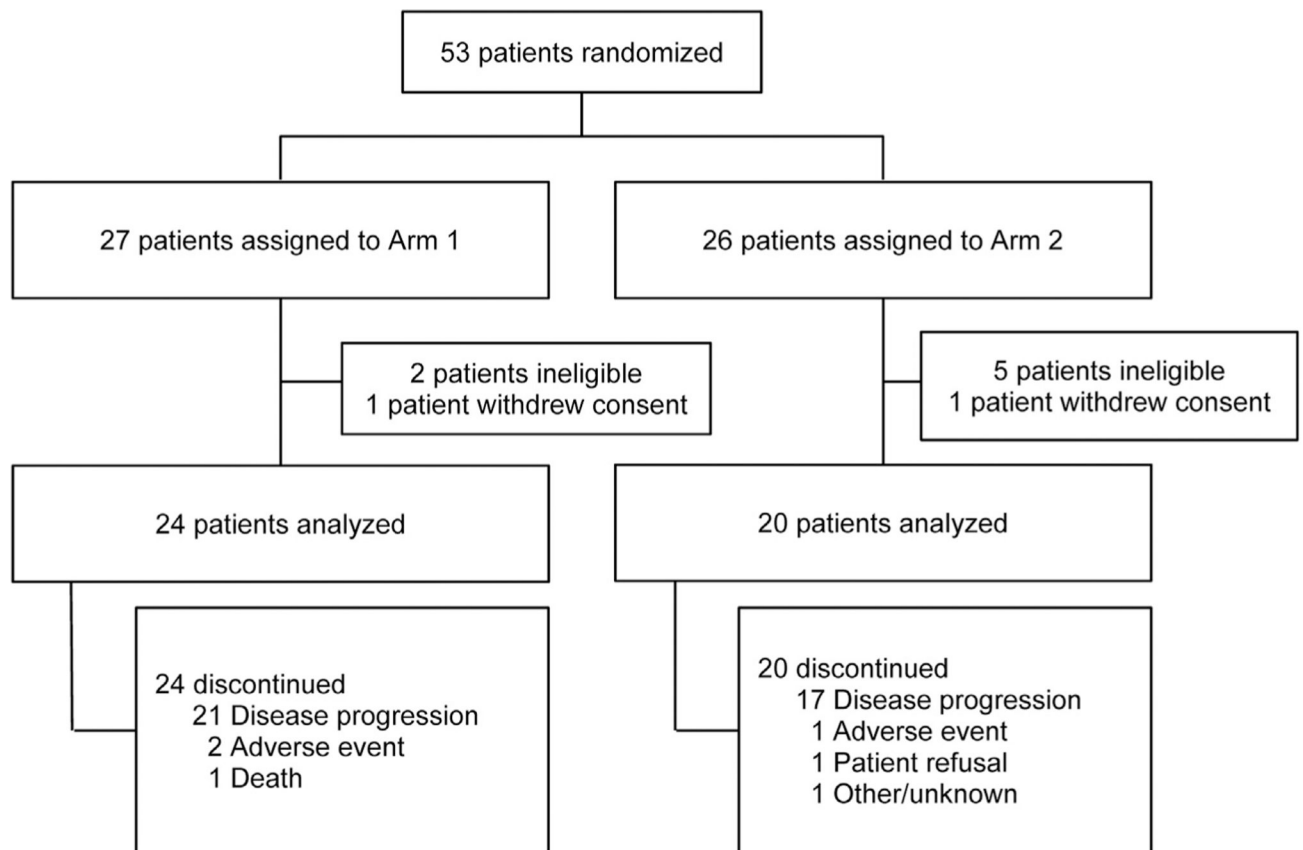 53 patients randomized
27 patients assigned to Arm 1
26 patients assigned to Arm 2
2 patients ineligible
1 patient withdrew consent
5 patients ineligible
1 patient withdrew consent
24 patients analyzed
20 patients analyzed
24 discontinued
21 Disease progression
2 Adverse event
1 Death
20 discontinued
17 Disease progression
1 Adverse event
1 Patient refusal
1 Other/unknown